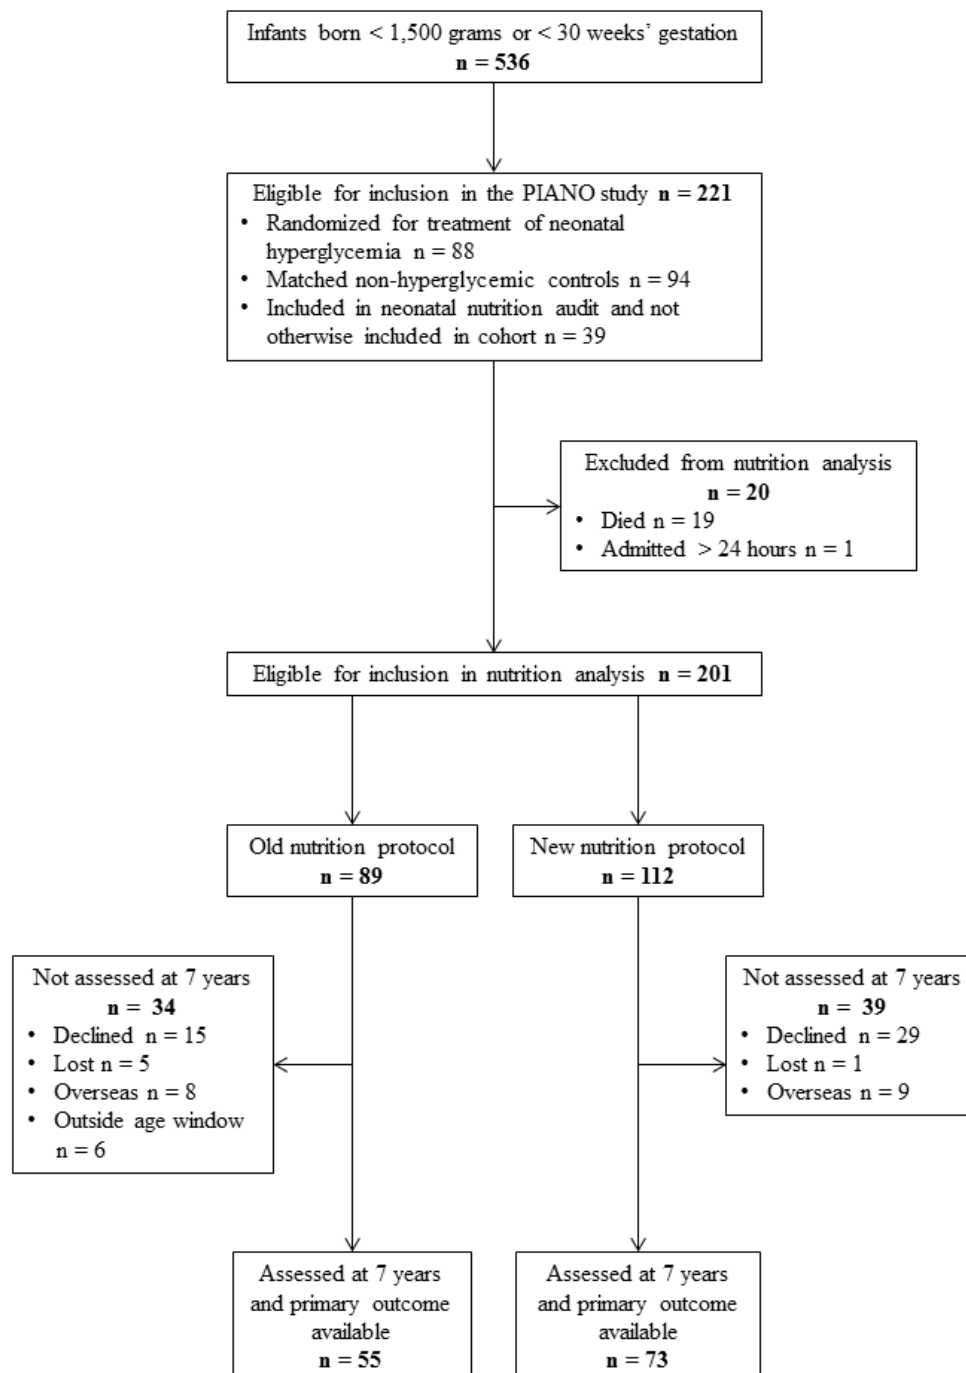 Infants born < 1,500 grams or < 30 weeks' gestation
n = 536
Eligible for inclusion in the PIANO study n = 221
• Randomized for treatment of neonatal
hyperglycemia n = 88
• Matched non-hyperglycemic controls n = 94
• Included in neonatal nutrition audit and not
otherwise included in cohort n = 39
Excluded from nutrition analysis
n = 20
• Died n = 19
• Admitted > 24 hours n = 1
Eligible for inclusion in nutrition analysis n = 201
Old nutrition protocol
n = 89
New nutrition protocol
n = 112
Not assessed at 7 years
n = 34
• Declined n = 15
• Lost n = 5
• Overseas n = 8
• Outside age window
n = 6
Not assessed at 7 years
n = 39
• Declined n = 29
• Lost n = 1
• Overseas n = 9
Assessed at 7 years
and primary outcome
available
n = 55
Assessed at 7 years
and primary outcome
available
n = 73